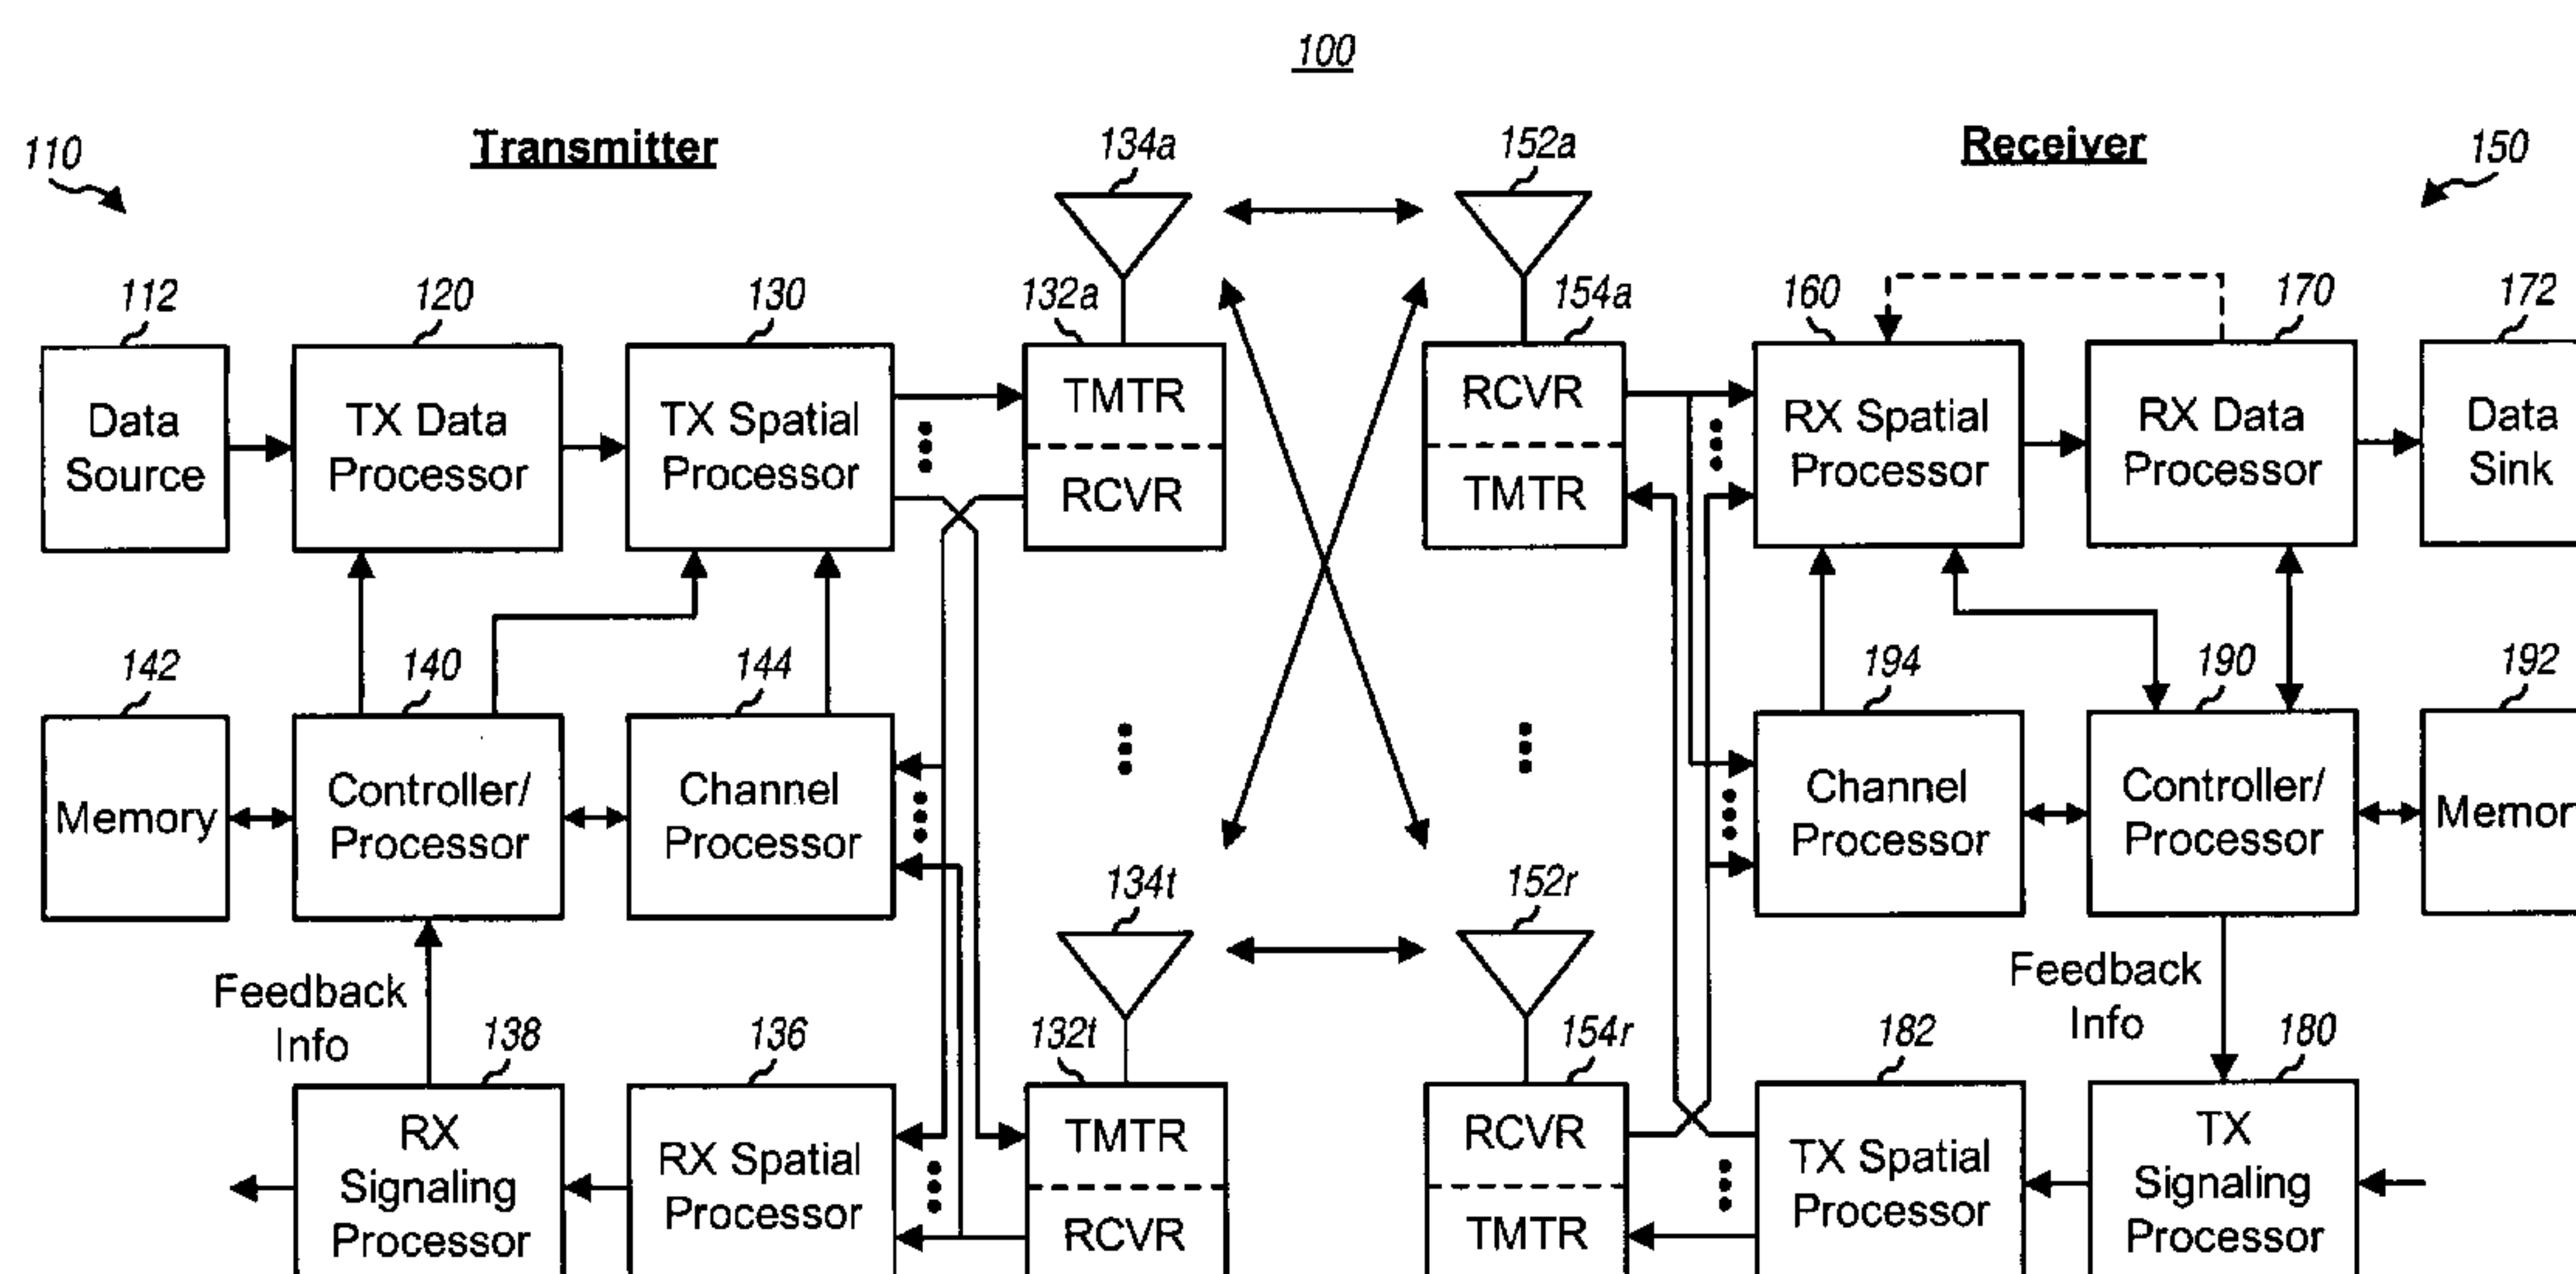 100
Transmitter
Receiver
110
134a
152a
150
112
120
130
132a
154a
160
170
172
Data
Source
TX Data
Processor
TX Spatial
Processor
TMTR
RCVR
RCVR
TMTR
RX Spatial
Processor
RX Data
Processor
Data
Sink
142
140
144
194
190
192
Memory
Controller/
Processor
Channel
Processor
Channel
Processor
Controller/
Processor
Memor
134t
152r
Feedback
Info
Feedback
Info
138
136
132t
154r
182
180
RX
Signaling
Processor
RX Spatial
Processor
TMTR
RCVR
RCVR
TMTR
TX Spatial
Processor
TX
Signaling
Processor